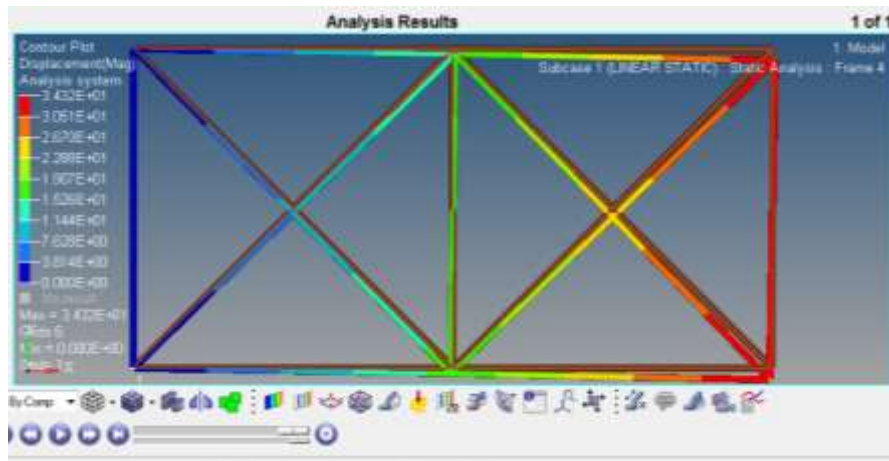 Analysis Results
1 of 1
Contour Plot
Displacement(Mag)
Analysis system
3.432E+01
3.051E+01
2.670E+01
2.288E+01
1.907E+01
1.526E+01
1.144E+01
7.628E+00
3.814E+00
0.000E+00
No result
Max = 3.432E+01
Min = 0.000E+00
1: Model
Subcase 1 (LINEAR STATIC) : Static Analysis : Frame 4
By Comp